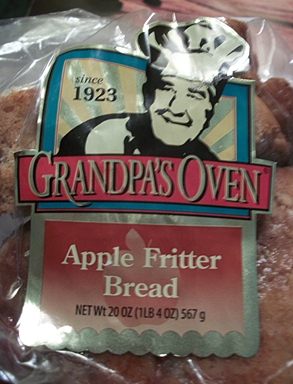 since
1923
GRANDPA'S OVEN
Apple Fritter
Bread
NET Wt 20 OZ (1LB 4 OZ) 567 g